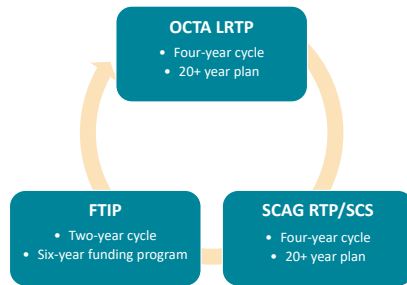 OCTA LRTP
• Four-year cycle
• 20+ year plan
FTIP
• Two-year cycle
• Six-year funding program
SCAG RTP/SCS
• Four-year cycle
• 20+ year plan